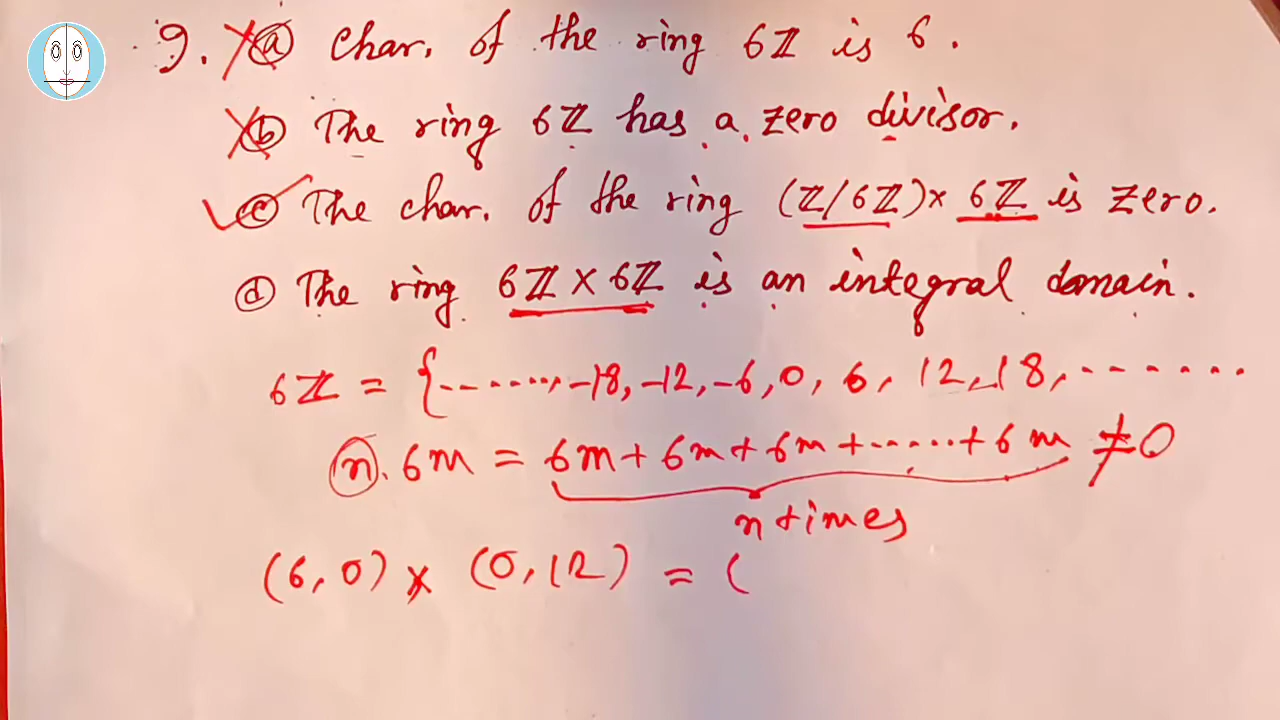 9. ⓐ Char. of the ring 6ℤ is 6.
ⓑ The ring 6ℤ has a zero divisor.
ⓒ The char. of the ring (ℤ/6ℤ)× 6ℤ is zero.
ⓓ The ring 6ℤ × 6ℤ is an integral domain.
6ℤ = {......., -18, -12, -6, 0, 6, 12, 18, .......
n. 6m = 6m + 6m + 6m + ...... + 6m ≠ 0
n times
(6, 0) × (0, 12) = (